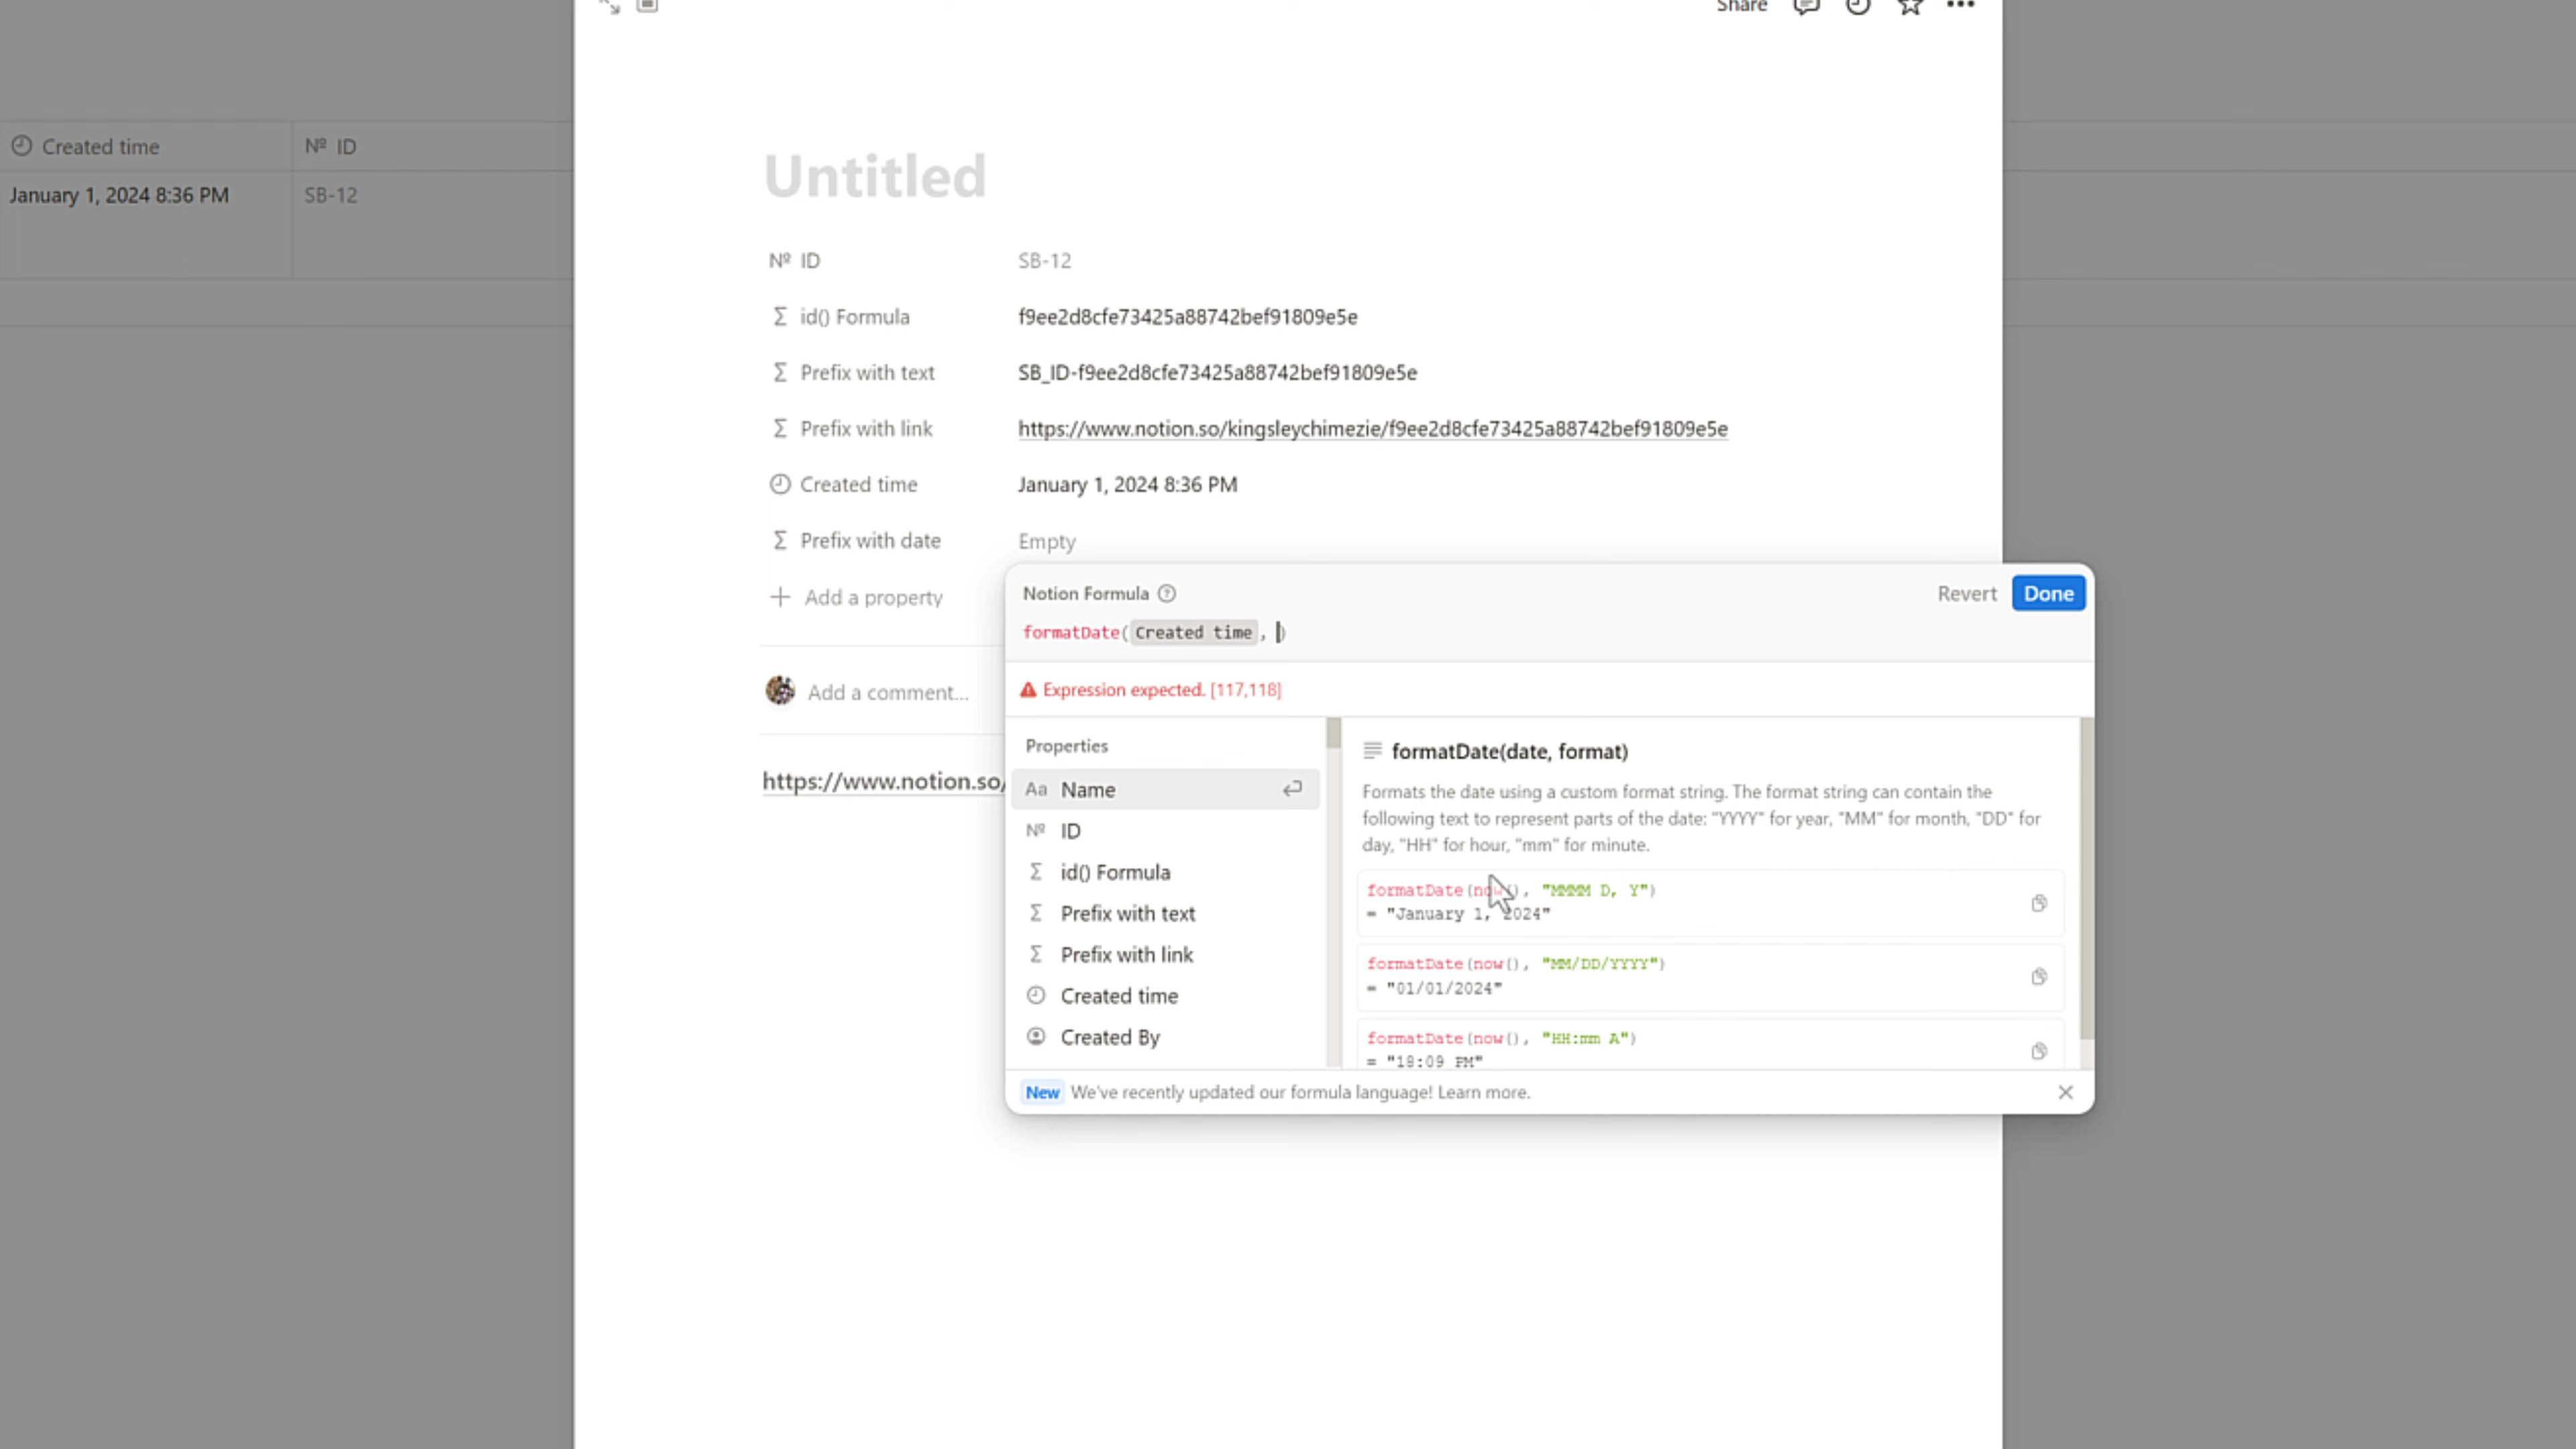 Share
Created time
Nº ID
January 1, 2024 8:36 PM
SB-12
Untitled
Nº ID
SB-12
Σ id() Formula
f9ee2d8cfe73425a88742bef91809e5e
Σ Prefix with text
SB_ID-f9ee2d8cfe73425a88742bef91809e5e
Σ Prefix with link
https://www.notion.so/kingsleychimezie/f9ee2d8cfe73425a88742bef91809e5e
Created time
January 1, 2024 8:36 PM
Σ Prefix with date
Empty
+ Add a property
Add a comment...
https://www.notion.so/
Notion Formula
Revert
Done
formatDate(Created time, )
Expression expected. [117,118]
Properties
Aa Name
Nº ID
Σ id() Formula
Σ Prefix with text
Σ Prefix with link
Created time
Created By
formatDate(date, format)
Formats the date using a custom format string. The format string can contain the
following text to represent parts of the date: "YYYY" for year, "MM" for month, "DD" for
day, "HH" for hour, "mm" for minute.
formatDate(now(), "MMMM D, Y")
= "January 1, 2024"
formatDate(now(), "MM/DD/YYYY")
= "01/01/2024"
formatDate(now(), "HH:mm A")
= "18:09 PM"
New We've recently updated our formula language! Learn more.